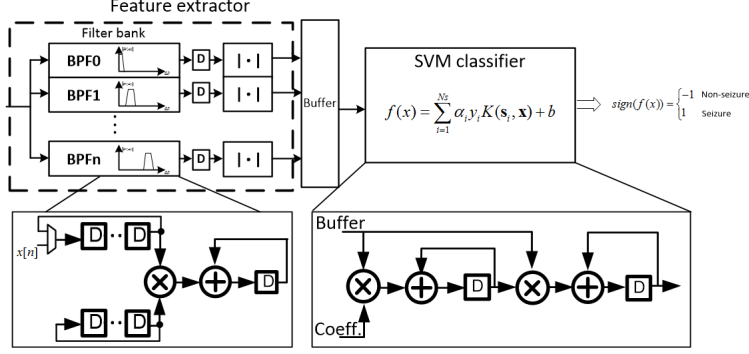 Feature extractor
Filter bank
BPF0 D |·|
BPF1 D |·|
BPFn D |·|
Buffer
SVM classifier
f(x) = \sum_{i=1}^{Ns} α_i y_i K(s_i, x) + b
sign(f(x)) = { -1 Non-seizure
1 Seizure
x[n]
D ·· D
D
D ·· D
Buffer
D
D
Coeff.